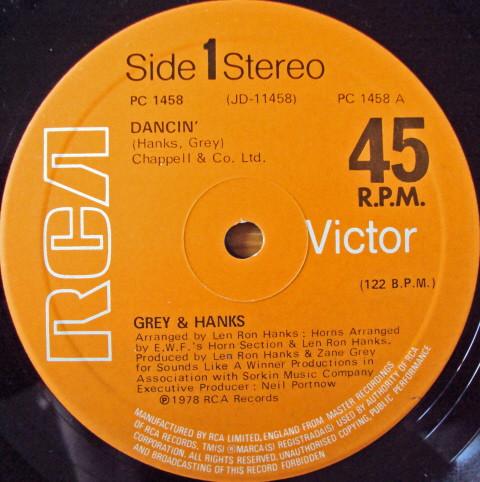 Side 1 Stereo
PC 1458 (JD-11458) PC 1458 A
DANCIN'
(Hanks, Grey)
Chappell & Co. Ltd.
45
R.P.M.
RCA
Victor
(122 B.P.M.)
GREY & HANKS
Arranged by Len Ron Hanks : Horns Arranged
by E.W.F.'s Horn Section & Len Ron Hanks.
Produced by Len Ron Hanks & Zane Grey
for Sounds Like A Winner Productions in
Association with Sorkin Music Company
Executive Producer : Neil Portnow
℗1978 RCA Records
MANUFACTURED BY RCA LIMITED, ENGLAND FROM MASTER RECORDINGS
OF RCA RECORDS. TM(S) ® MARCA(S) REGISTRADA(S) USED BY AUTHORITY OF RCA
CORPORATION. ALL RIGHTS RESERVED. UNAUTHORISED COPYING, PUBLIC PERFORMANCE
AND BROADCASTING OF THIS RECORD FORBIDDEN